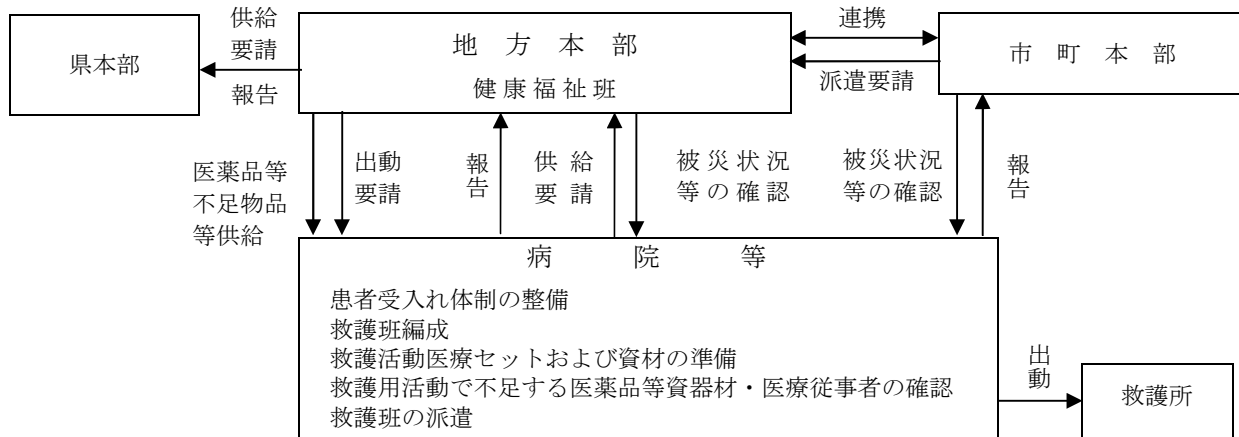 県本部
供給
要請
報告
地方本部
健康福祉班
連携
派遣要請
市町本部
医薬品等
不足物品
等供給
出動
要請
報告
供給
要請
被災状況
等の確認
被災状況
等の確認
報告
病院等
患者受入れ体制の整備
救護班編成
救護活動医療セットおよび資材の準備
救護用活動で不足する医薬品等資器材・医療従事者の確認
救護班の派遣
出動
救護所